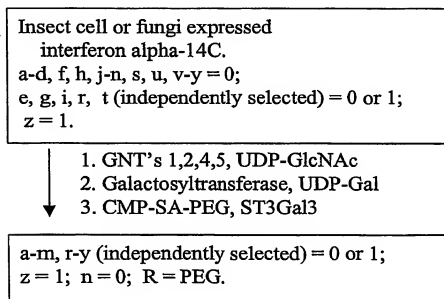 Insect cell or fungi expressed
interferon alpha-14C.
a-d, f, h, j-n, s, u, v-y = 0;
e, g, i, r, t (independently selected) = 0 or 1;
z = 1.
1. GNT's 1,2,4,5, UDP-GlcNAc
2. Galactosyltransferase, UDP-Gal
3. CMP-SA-PEG, ST3Gal3
a-m, r-y (independently selected) = 0 or 1;
z = 1; n = 0; R = PEG.